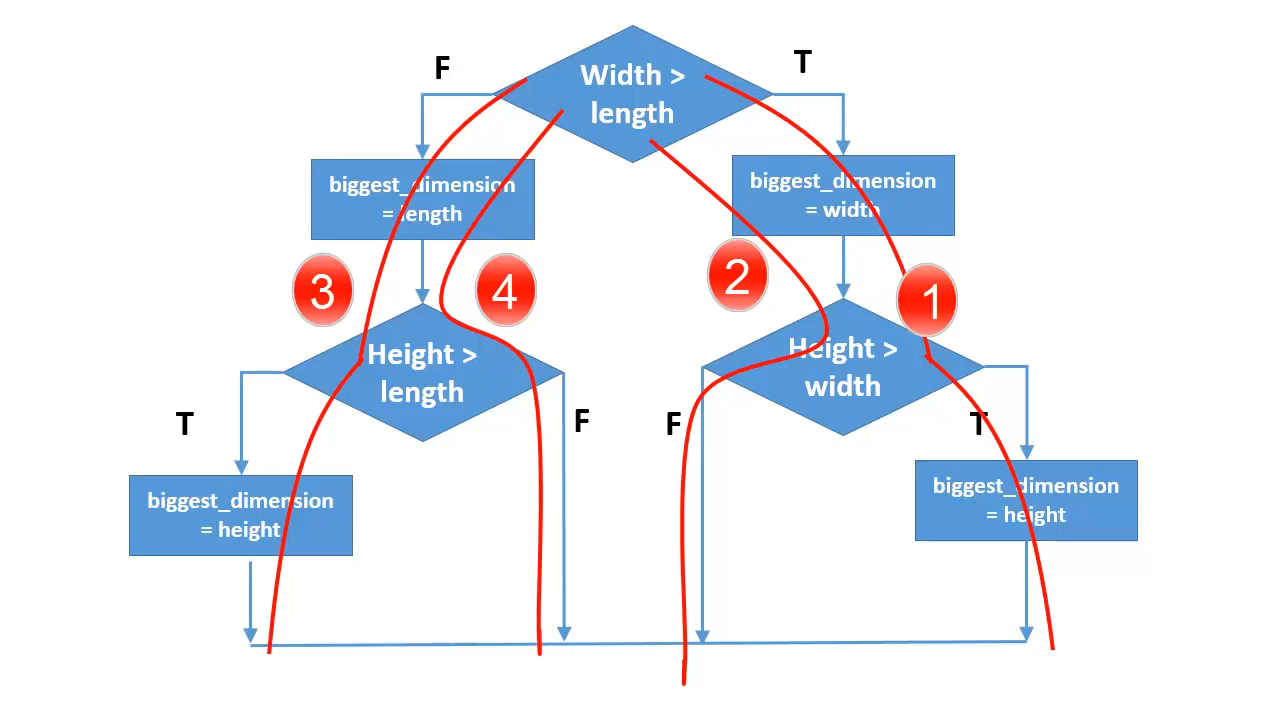 F
Width >
length
T
biggest_dimension
= length
biggest_dimension
= width
3
4
2
1
Height >
length
Height >
width
T
F
F
T
biggest_dimension
= height
biggest_dimension
= height